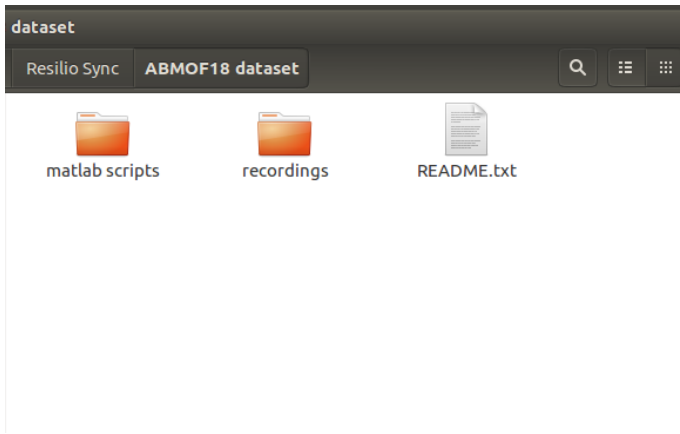 dataset
Resilio Sync ABMOF18 dataset
matlab scripts recordings README.txt